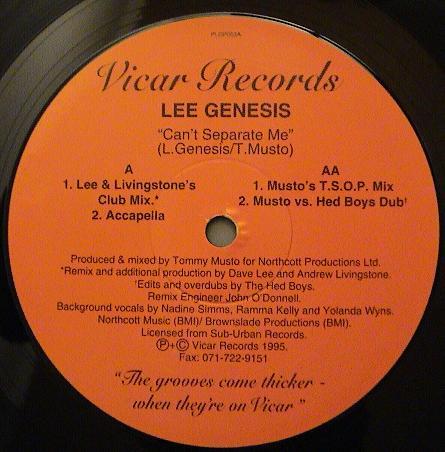 PLGP053A
Vicar Records
LEE GENESIS
"Can't Separate Me"
(L.Genesis/T.Musto)
A
1. Lee & Livingstone's
Club Mix.*
2. Accapella
AA
1. Musto's T.S.O.P. Mix
2. Musto vs. Hed Boys Dub†
Produced & mixed by Tommy Musto for Northcott Productions Ltd.
*Remix and additional production by Dave Lee and Andrew Livingstone.
†Edits and overdubs by The Hed Boys.
Remix Engineer John O'Donnell.
Background vocals by Nadine Simms, Ramna Kelly and Yolanda Wyns.
Northcott Music (BMI)/ Brownslade Productions (BMI).
Licensed from Sub-Urban Records.
Ⓟ+Ⓒ Vicar Records 1995.
Fax: 071-722-9151
"The grooves come thicker -
when they're on Vicar"